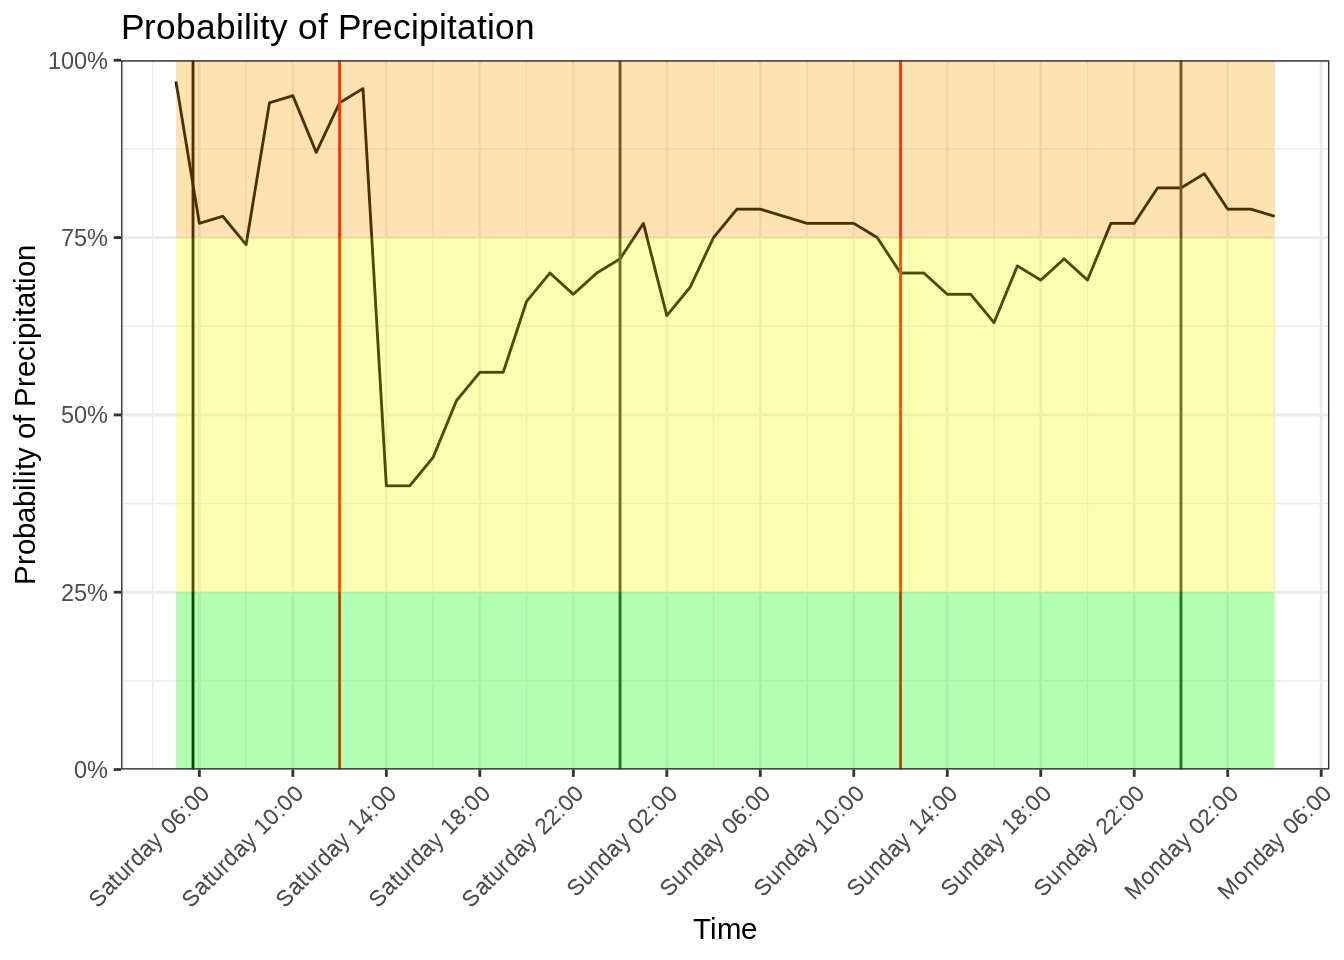 Probability of Precipitation
Probability of Precipitation
100%
75%
50%
25%
0%
Saturday 06:00
Saturday 10:00
Saturday 14:00
Saturday 18:00
Saturday 22:00
Sunday 02:00
Sunday 06:00
Sunday 10:00
Sunday 14:00
Sunday 18:00
Sunday 22:00
Monday 02:00
Monday 06:00
Time